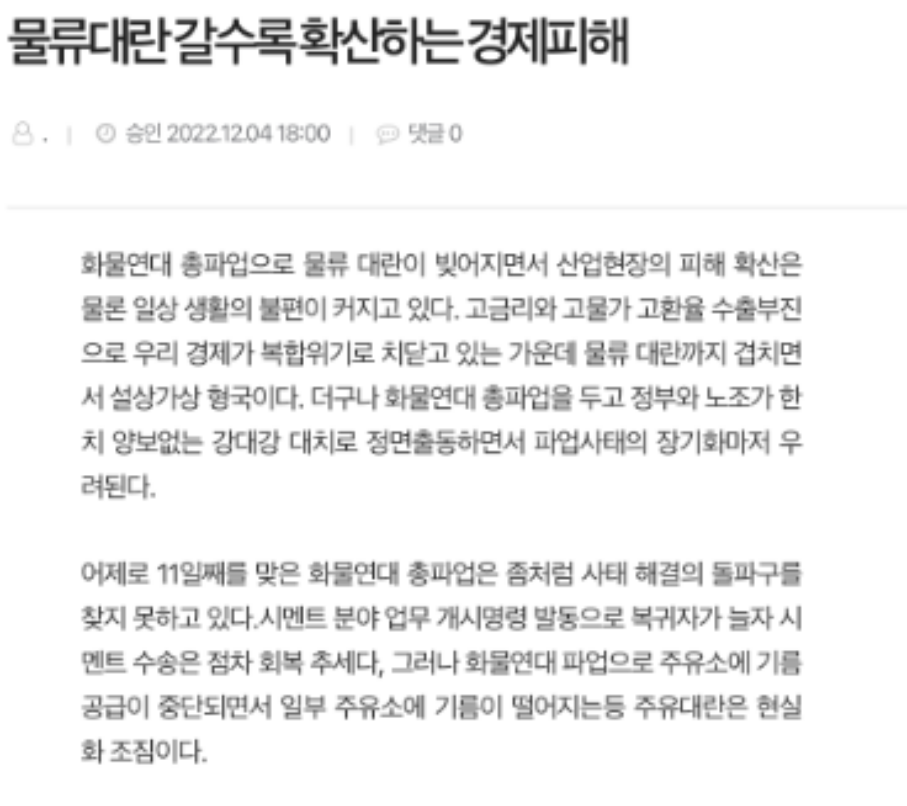 물류대란 갈수록 확산하는 경제피해
. | 승인 2022.12.04 18:00 | 댓글 0
화물연대 총파업으로 물류 대란이 빚어지면서 산업현장의 피해 확산은
물론 일상 생활의 불편이 커지고 있다. 고금리와 고물가 고환율 수출부진
으로 우리 경제가 복합위기로 치닫고 있는 가운데 물류 대란까지 겹치면
서 설상가상 형국이다. 더구나 화물연대 총파업을 두고 정부와 노조가 한
치 양보없는 강대강 대치로 정면출동하면서 파업사태의 장기화마저 우
려된다.
어제로 11일째를 맞은 화물연대 총파업은 좀처럼 사태 해결의 돌파구를
찾지 못하고 있다.시멘트 분야 업무 개시명령 발동으로 복귀자가 늘자 시
멘트 수송은 점차 회복 추세다, 그러나 화물연대 파업으로 주유소에 기름
공급이 중단되면서 일부 주유소에 기름이 떨어지는등 주유대란은 현실
화 조짐이다.